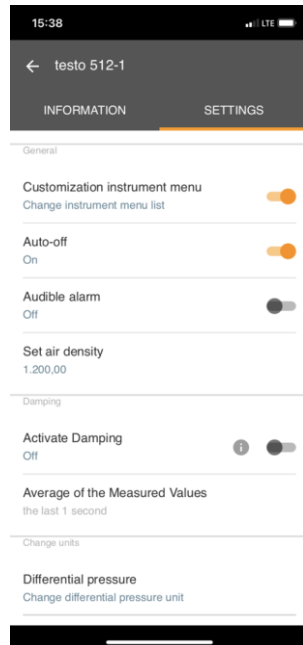 15:38
LTE
testo 512-1
INFORMATION SETTINGS
General
Customization instrument menu
Change instrument menu list
Auto-off
On
Audible alarm
Off
Set air density
1.200,00
Damping
Activate Damping
Off
Average of the Measured Values
the last 1 second
Change units
Differential pressure
Change differential pressure unit